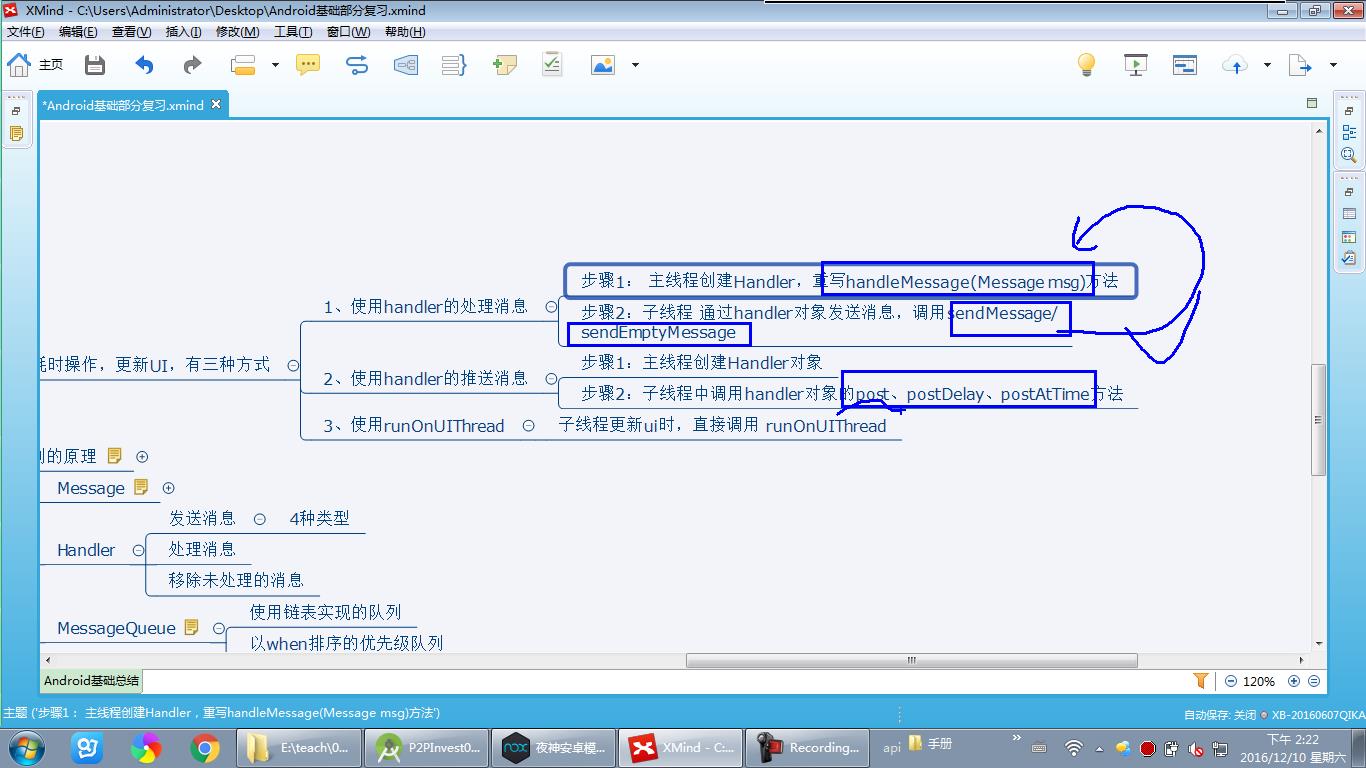 XMind - C:\Users\Administrator\Desktop\Android基础部分复习.xmind
文件(F) 编辑(E) 查看(V) 插入(I) 修改(M) 工具(T) 窗口(W) 帮助(H)
主页
*Android基础部分复习.xmind
步骤1： 主线程创建Handler，重写handleMessage(Message msg)方法
1、使用handler的处理消息
步骤2：子线程 通过handler对象发送消息，调用sendMessage/
sendEmptyMessage
耗时操作，更新UI，有三种方式
步骤1：主线程创建Handler对象
2、使用handler的推送消息
步骤2：子线程中调用handler对象的post、postDelay、postAtTime方法
3、使用runOnUIThread
子线程更新ui时，直接调用 runOnUIThread
的原理
Message
发送消息
4种类型
Handler
处理消息
移除未处理的消息
使用链表实现的队列
MessageQueue
以when排序的优先级队列
Android基础总结
120%
主题 ('步骤1： 主线程创建Handler，重写handleMessage(Message msg)方法')
自动保存: 关闭
XB-20160607QIKA
E:\teach\0...
P2PInvest0...
夜神安卓模...
XMind - C:...
Recording...
api
手册
下午 2:22
2016/12/10 星期六